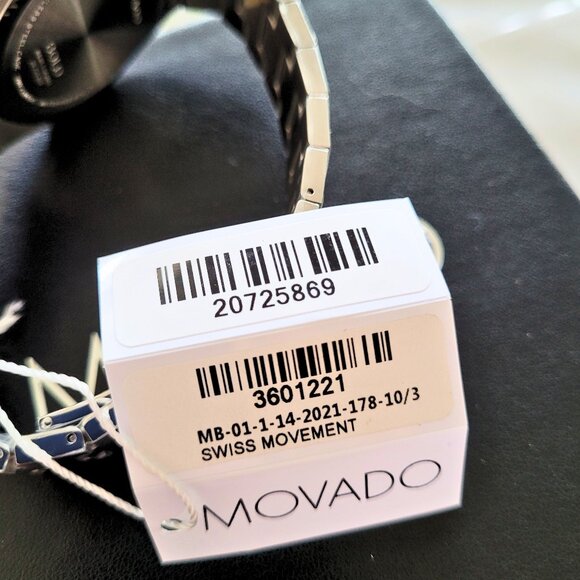 20725869
3601221
MB-01-1-14-2021-178-10/3
SWISS MOVEMENT
MOVADO